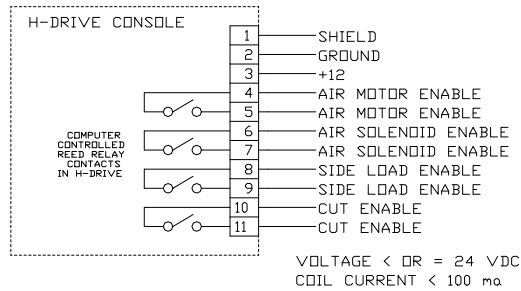 H-DRIVE CONSOLE
1 SHIELD
2 GROUND
3 +12
4 AIR MOTOR ENABLE
5 AIR MOTOR ENABLE
6 AIR SOLENOID ENABLE
7 AIR SOLENOID ENABLE
8 SIDE LOAD ENABLE
9 SIDE LOAD ENABLE
10 CUT ENABLE
11 CUT ENABLE
COMPUTER
CONTROLLED
REED RELAY
CONTACTS
IN H-DRIVE
VOLTAGE < OR = 24 VDC
COIL CURRENT < 100 ma